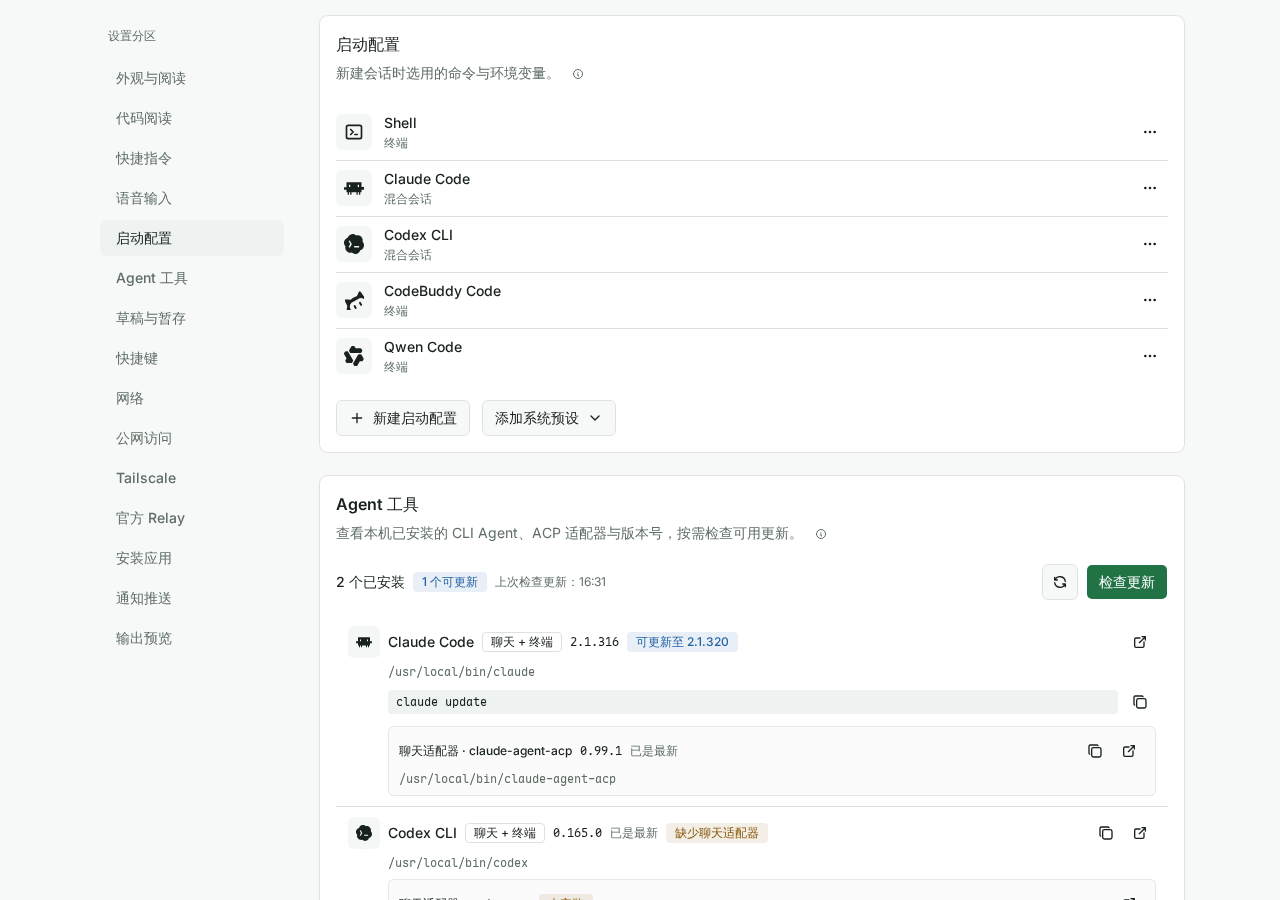 设置分区
外观与阅读
代码阅读
快捷指令
语音输入
启动配置
Agent 工具
草稿与暂存
快捷键
网络
公网访问
Tailscale
官方 Relay
安装应用
通知推送
输出预览
启动配置
新建会话时选用的命令与环境变量。
Shell
终端
Claude Code
混合会话
Codex CLI
混合会话
CodeBuddy Code
终端
Qwen Code
终端
新建启动配置 添加系统预设
Agent 工具
查看本机已安装的 CLI Agent、ACP 适配器与版本号，按需检查可用更新。
2 个已安装 1 个可更新 上次检查更新：16:31 检查更新
Claude Code 聊天 + 终端 2.1.316 可更新至 2.1.320
/usr/local/bin/claude
claude update
聊天适配器 · claude-agent-acp 0.99.1 已是最新
/usr/local/bin/claude-agent-acp
Codex CLI 聊天 + 终端 0.165.0 已是最新 缺少聊天适配器
/usr/local/bin/codex